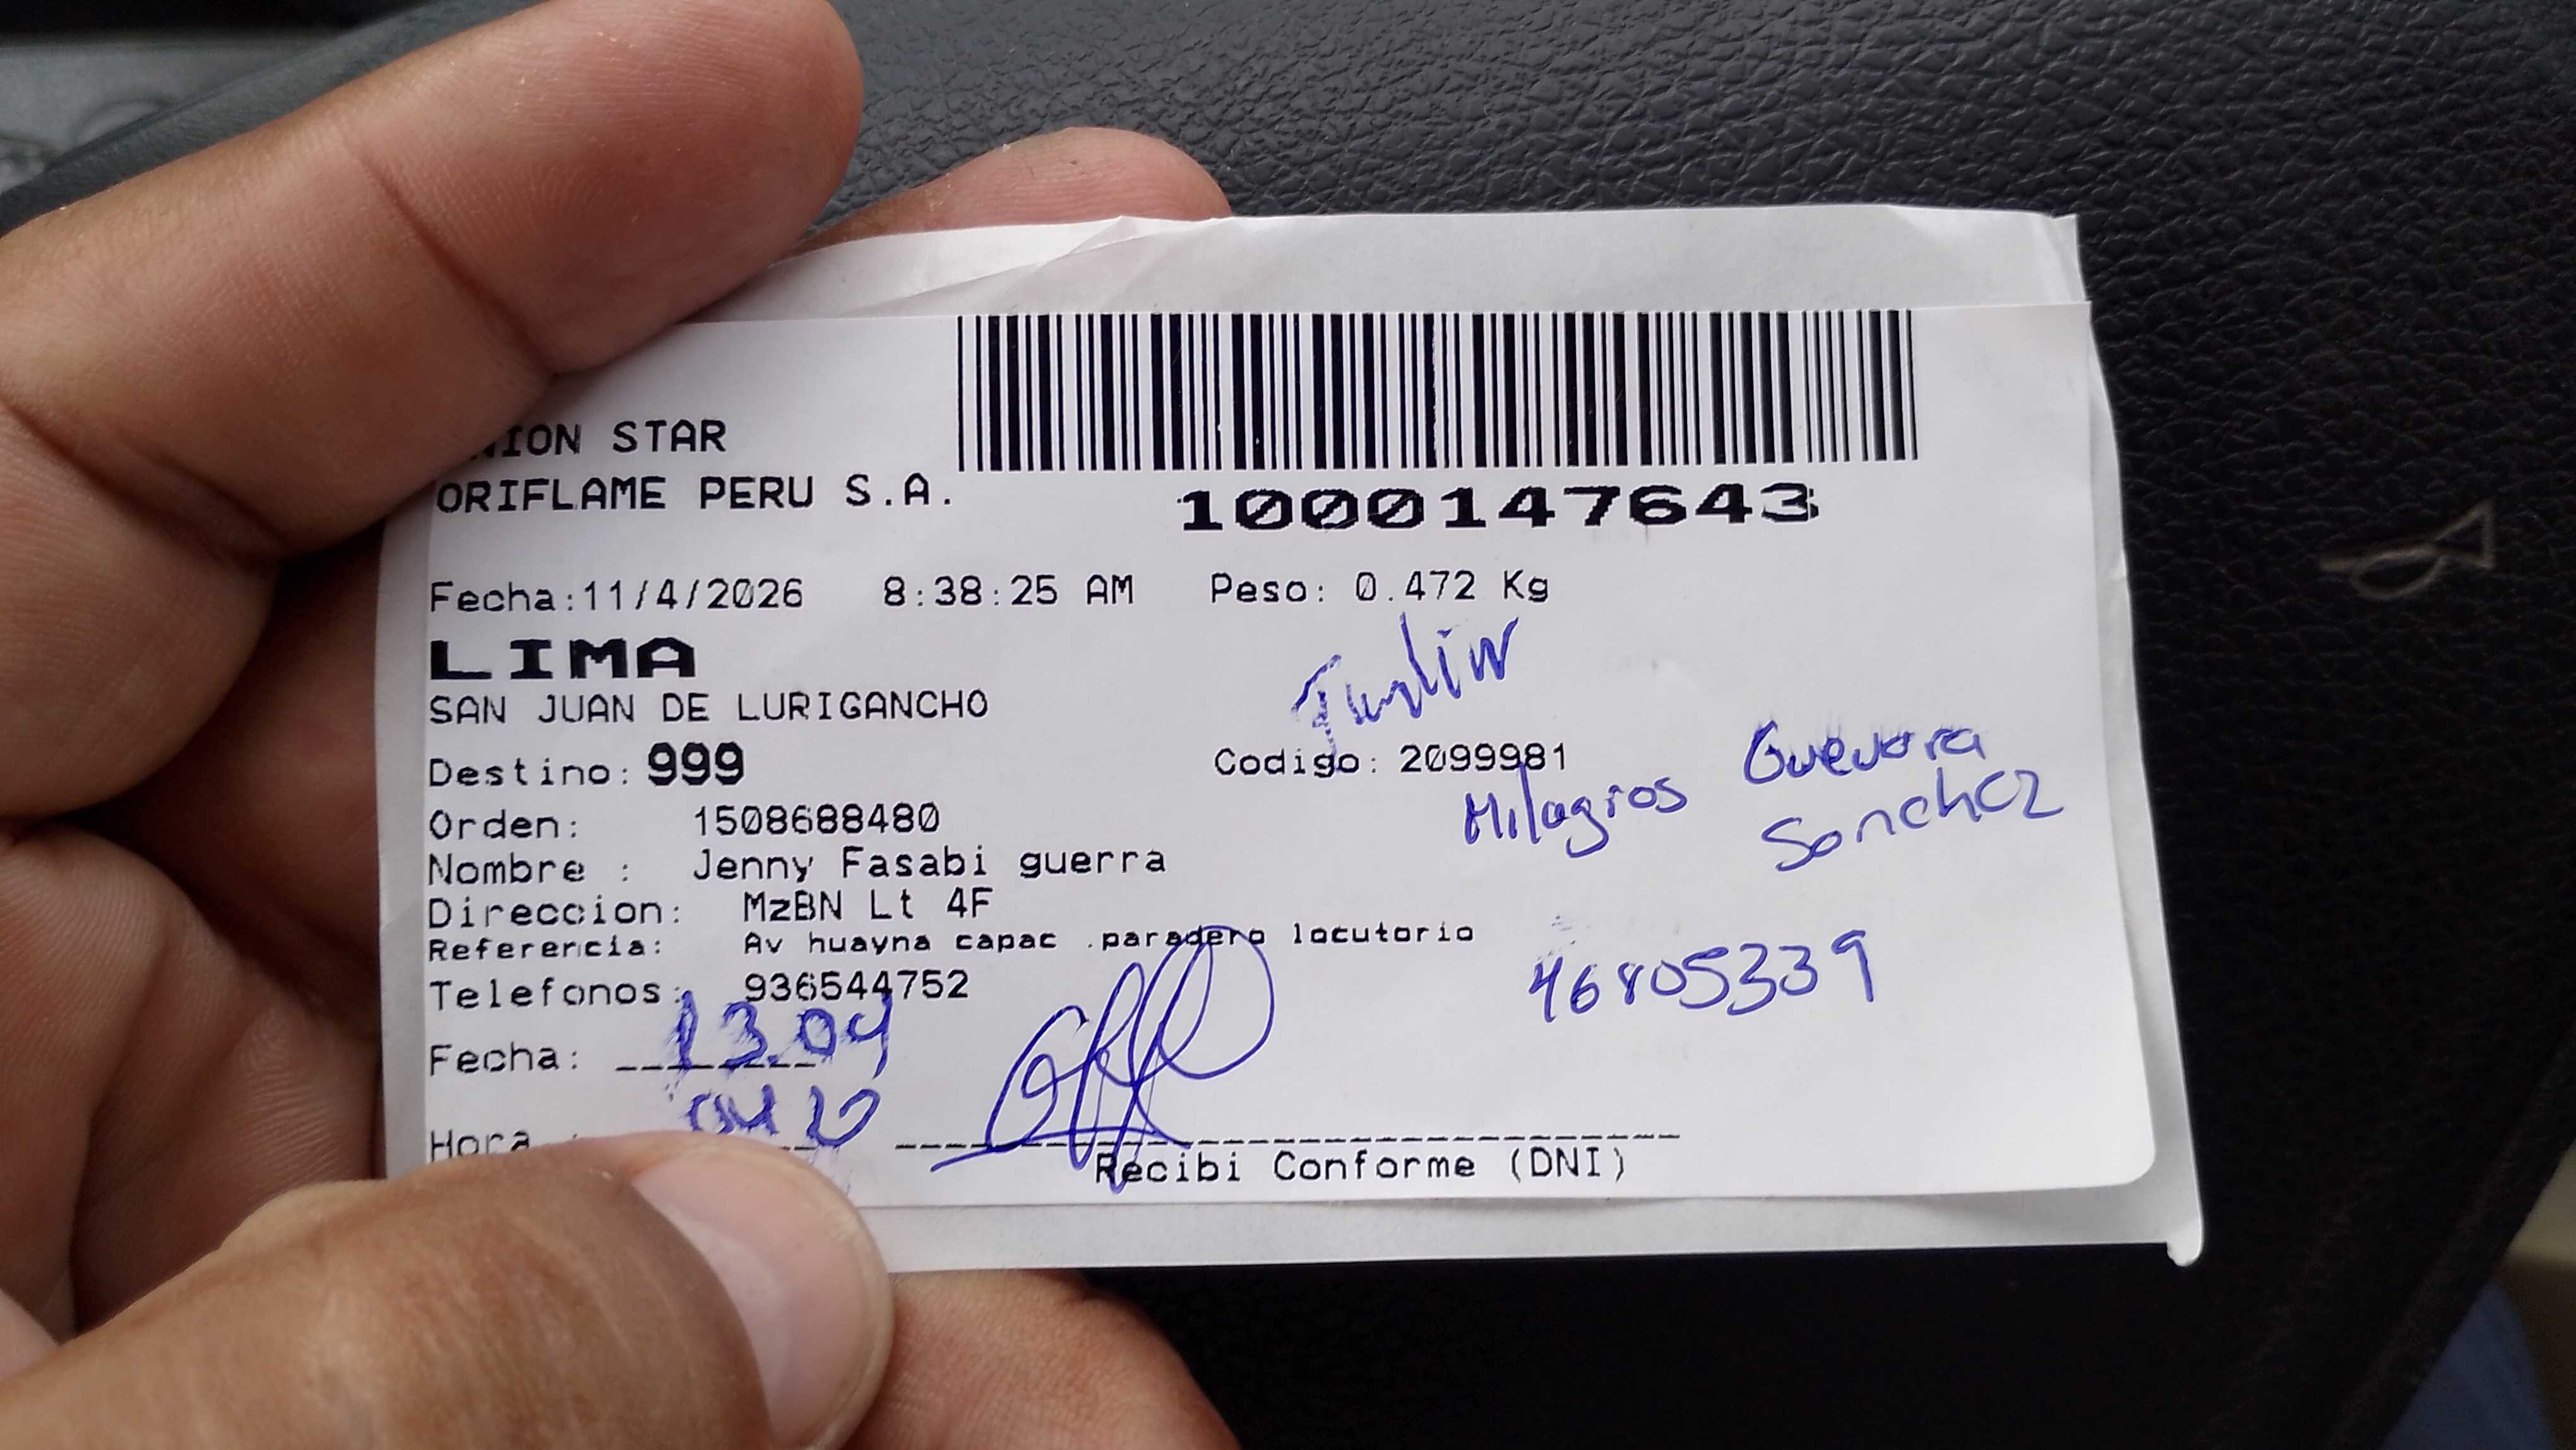 NION STAR
ORIFLAME PERU S.A.
1000147643
Fecha:11/4/2026 8:38:25 AM Peso: 0.472 Kg
LIMA
SAN JUAN DE LURIGANCHO
Destino: 999 Codigo: 2099981
Milagros Guevara
Sanchez
Orden: 1508688480
Nombre : Jenny Fasabi guerra
Direccion: MzBN Lt 4F
Referencia: Av huayna capac .paradero locutorio
Telefonos: 936544752
46805339
Fecha: 13.04
Hora :
Recibi Conforme (DNI)